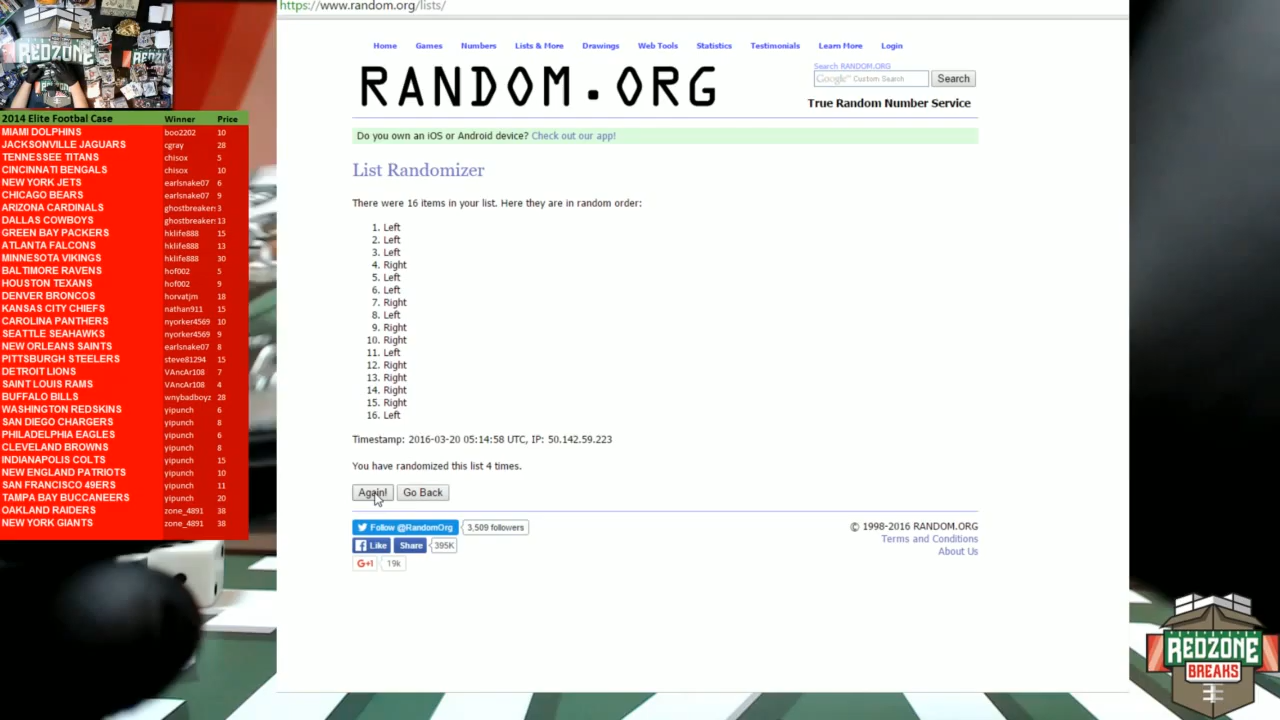 https://www.random.org/lists/
Home Games Numbers Lists & More Drawings Web Tools Statistics Testimonials Learn More Login
Search RANDOM.ORG
Google™ Custom Search Search
RANDOM.ORG
True Random Number Service
Do you own an iOS or Android device? Check out our app!
List Randomizer
There were 16 items in your list. Here they are in random order:
1. Left
2. Left
3. Left
4. Right
5. Left
6. Left
7. Right
8. Left
9. Right
10. Right
11. Left
12. Right
13. Right
14. Right
15. Right
16. Left
Timestamp: 2016-03-20 05:14:58 UTC, IP: 50.142.59.223
You have randomized this list 4 times.
Again! Go Back
Follow @RandomOrg 3,509 followers
Like Share 395K
G+1 19k
© 1998-2016 RANDOM.ORG
Terms and Conditions
About Us
REDZONE
2014 Elite Footbal Case Winner Price
MIAMI DOLPHINS boo2202 10
JACKSONVILLE JAGUARS cgray 28
TENNESSEE TITANS chisox 5
CINCINNATI BENGALS chisox 10
NEW YORK JETS earlsnake07 6
CHICAGO BEARS earlsnake07 9
ARIZONA CARDINALS ghostbreaker 3
DALLAS COWBOYS ghostbreaker 13
GREEN BAY PACKERS hklife888 15
ATLANTA FALCONS hklife888 13
MINNESOTA VIKINGS hklife888 30
BALTIMORE RAVENS hof002 5
HOUSTON TEXANS hof002 9
DENVER BRONCOS horvatjm 18
KANSAS CITY CHIEFS nathan911 15
CAROLINA PANTHERS nyorker4569 10
SEATTLE SEAHAWKS nyorker4569 9
NEW ORLEANS SAINTS earlsnake07 8
PITTSBURGH STEELERS steve81294 15
DETROIT LIONS VAncAr108 7
SAINT LOUIS RAMS VAncAr108 4
BUFFALO BILLS wnybadboyz 28
WASHINGTON REDSKINS yipunch 6
SAN DIEGO CHARGERS yipunch 8
PHILADELPHIA EAGLES yipunch 6
CLEVELAND BROWNS yipunch 8
INDIANAPOLIS COLTS yipunch 15
NEW ENGLAND PATRIOTS yipunch 10
SAN FRANCISCO 49ERS yipunch 11
TAMPA BAY BUCCANEERS yipunch 20
OAKLAND RAIDERS zone_4891 38
NEW YORK GIANTS zone_4891 38
REDZONE
BREAKS